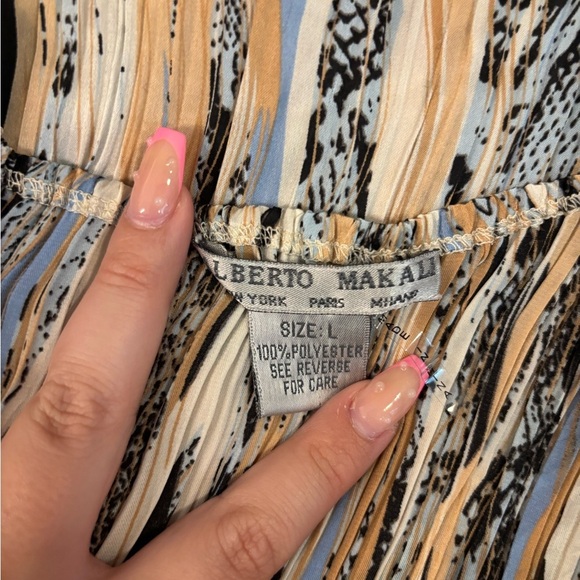 LBERTO MAKALI
W YORK PARIS MILANO
SIZE: L
100%POLYESTER
SEE REVERSE
FOR CARE